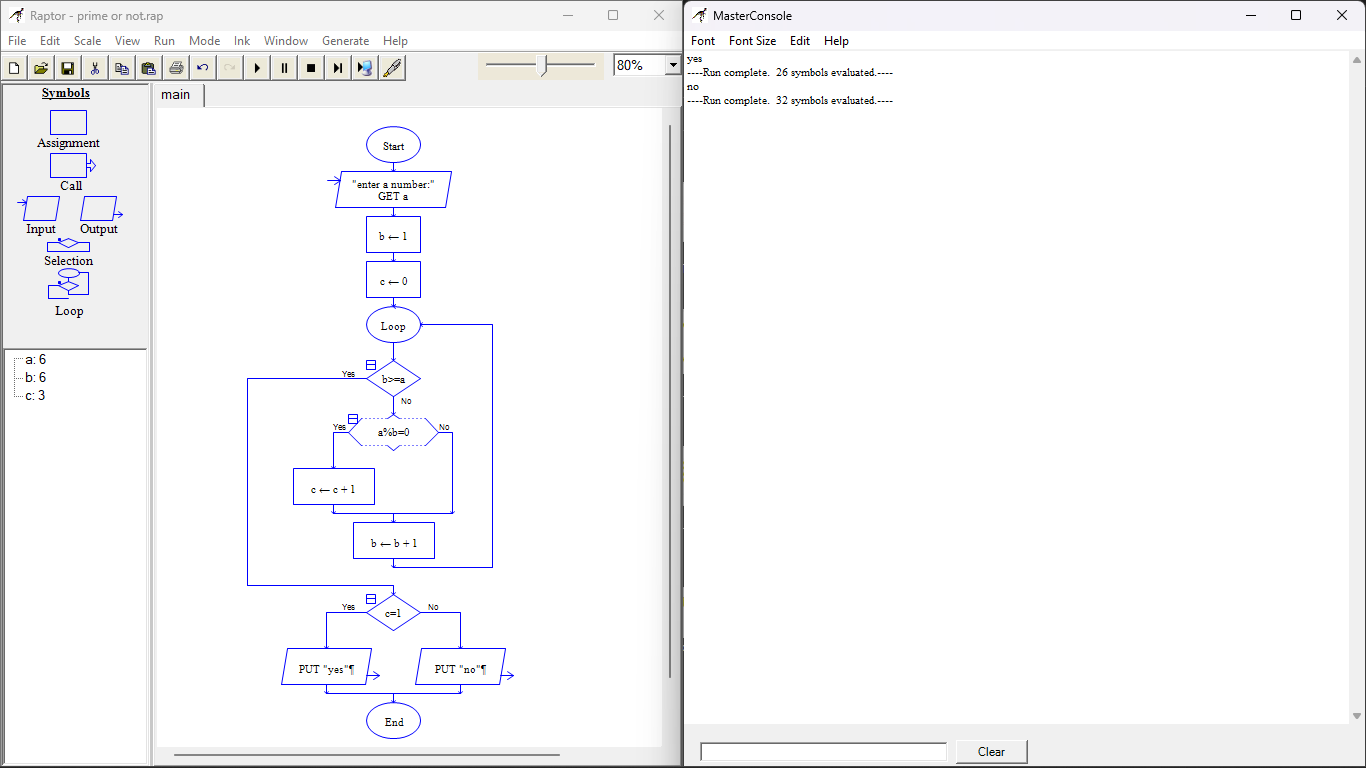 Raptor - prime or not.rap
File Edit Scale View Run Mode Ink Window Generate Help
80%
Symbols
Assignment
Call
Input Output
Selection
Loop
a: 6
b: 6
c: 3
main
Start
"enter a number:"
GET a
b ← 1
c ← 0
Loop
Yes
b>=a
No
Yes
a%b=0
No
c ← c + 1
b ← b + 1
Yes
c=1
No
PUT "yes"¶
PUT "no"¶
End
MasterConsole
Font Font Size Edit Help
yes
----Run complete.  26 symbols evaluated.----
no
----Run complete.  32 symbols evaluated.----
Clear